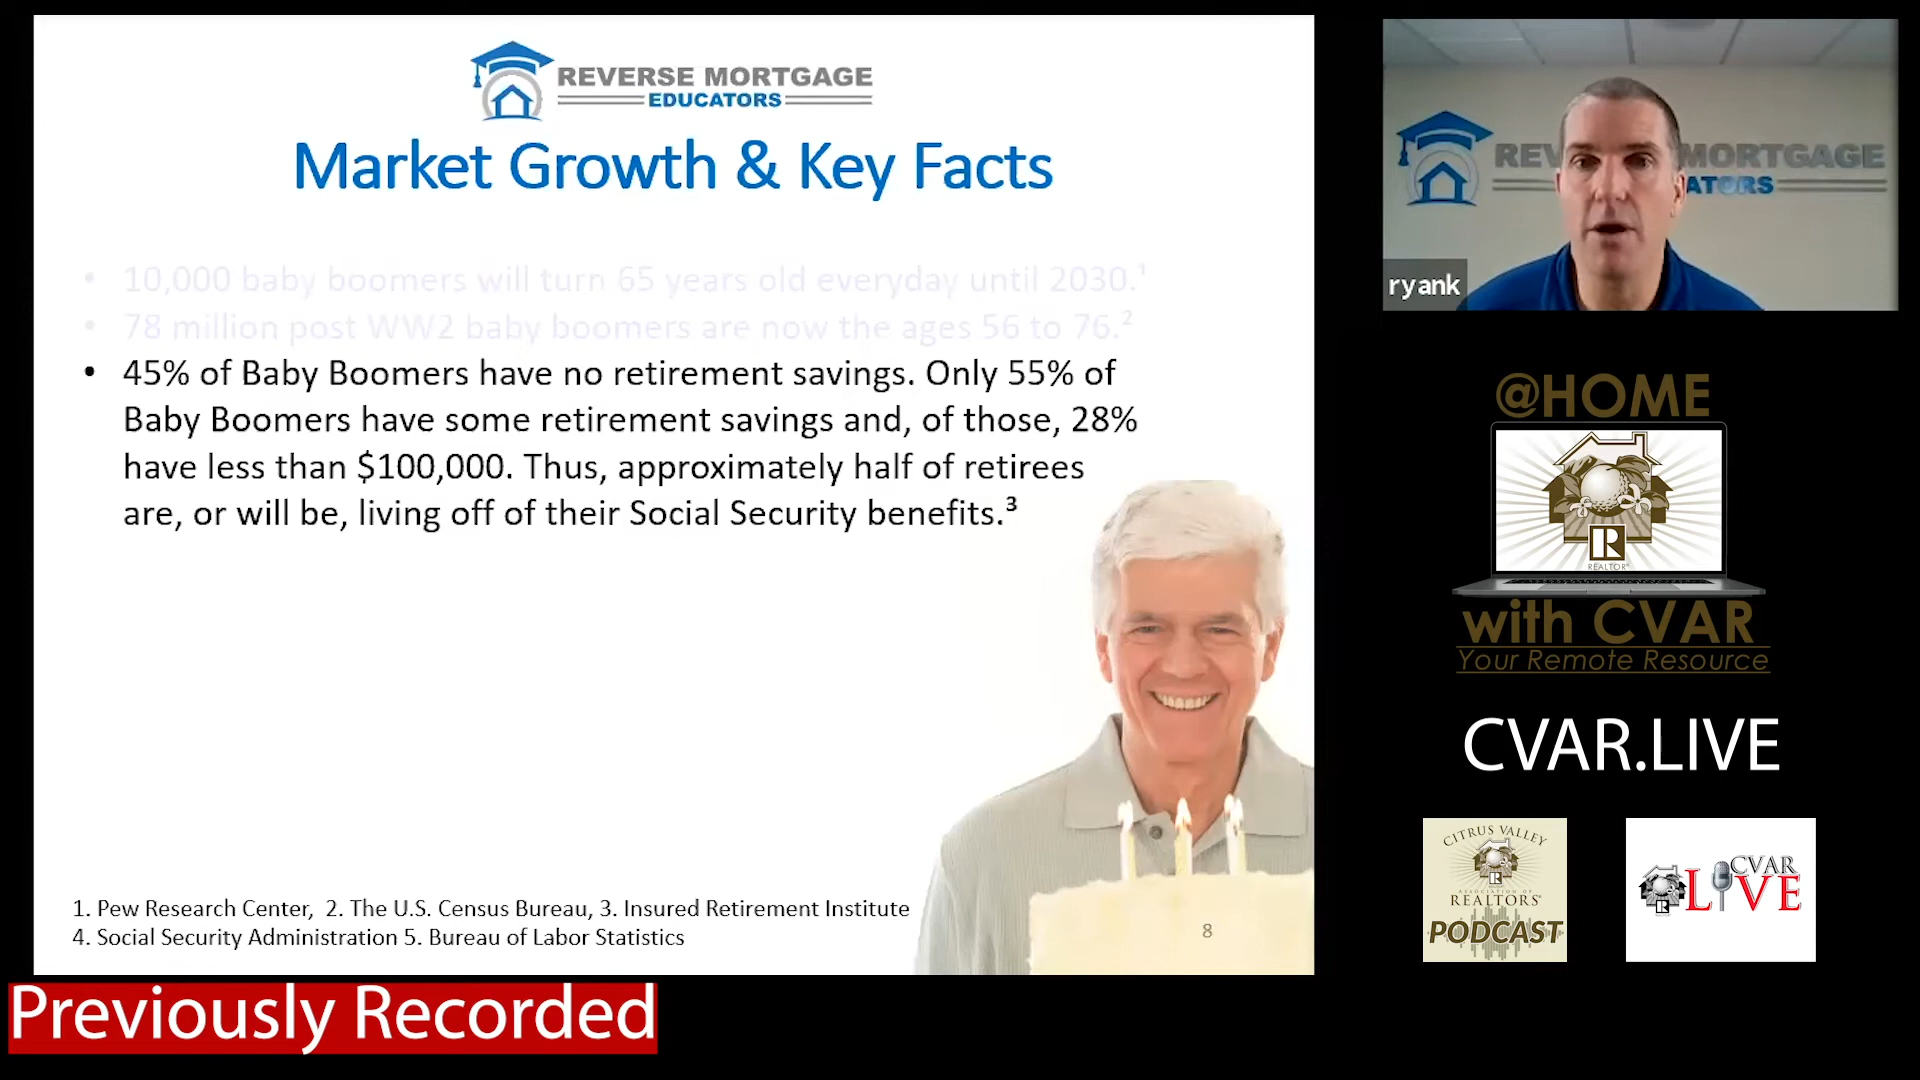 REVERSE MORTGAGE
EDUCATORS
Market Growth & Key Facts
• 10,000 baby boomers will turn 65 years old everyday until 2030.¹
• 78 million post WW2 baby boomers are now the ages 56 to 76.²
• 45% of Baby Boomers have no retirement savings. Only 55% of
Baby Boomers have some retirement savings and, of those, 28%
have less than $100,000. Thus, approximately half of retirees
are, or will be, living off of their Social Security benefits.³
1. Pew Research Center, 2. The U.S. Census Bureau, 3. Insured Retirement Institute
4. Social Security Administration 5. Bureau of Labor Statistics
8
Previously Recorded
REV MORTGAGE
ATORS
ryank
@HOME
R
REALTOR®
with CVAR
Your Remote Resource
CVAR.LIVE
CITRUS VALLEY
R
ASSOCIATION OF
REALTORS®
PODCAST
CVAR
LIVE